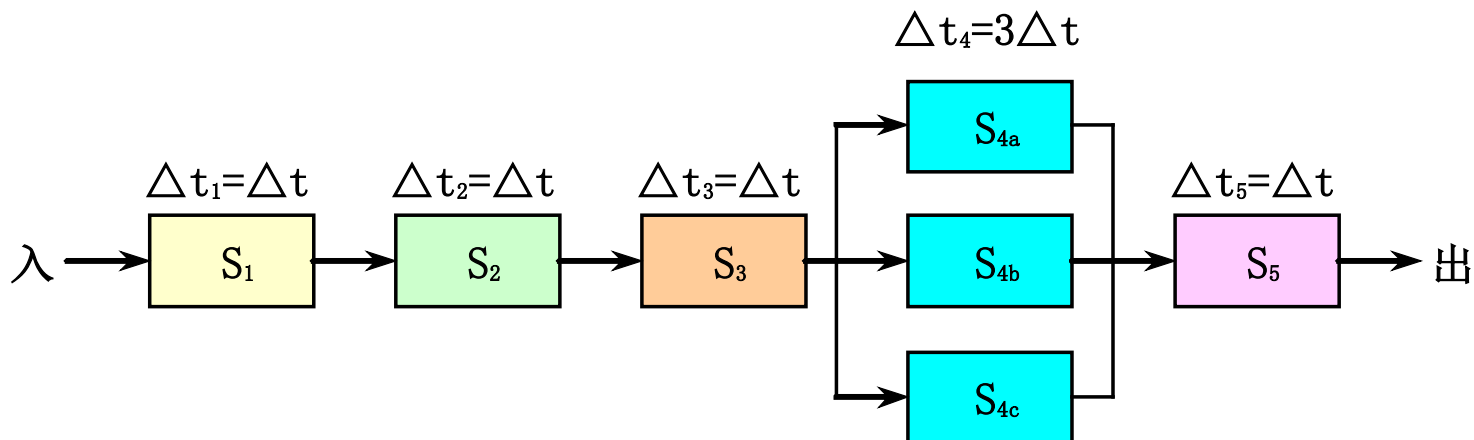 △t₄=3△t
S₄ₐ
△t₁=△t
△t₂=△t
△t₃=△t
△t₅=△t
入
S₁
S₂
S₃
S₄b
S₅
出
S₄c